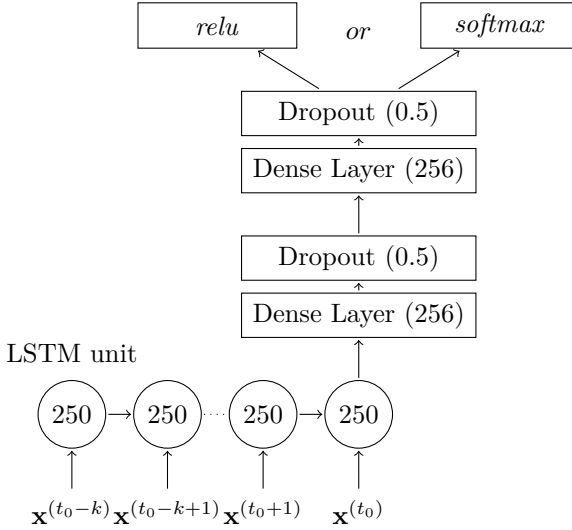 relu or softmax
Dropout (0.5)
Dense Layer (256)
Dropout (0.5)
Dense Layer (256)
LSTM unit
250 250 250 250
x^(t₀-k) x^(t₀-k+1) x^(t₀+1) x^(t₀)